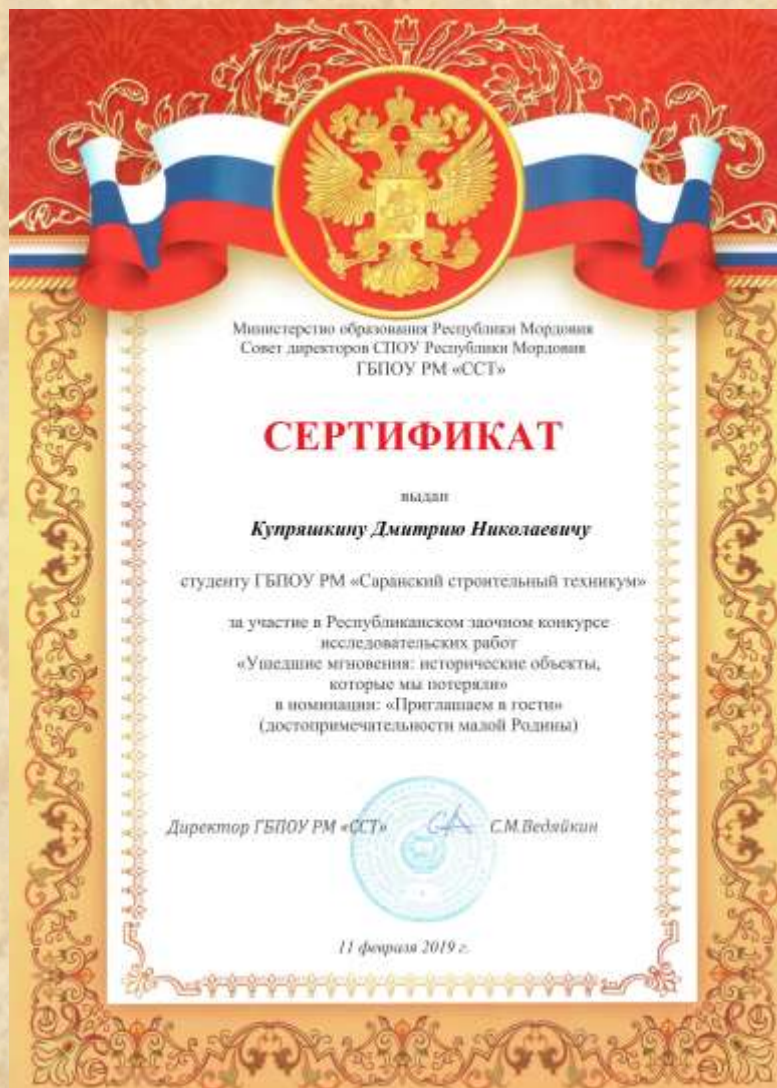 Министерство образования Республики Мордовия
Совет директоров СПОУ Республики Мордовия
ГБПОУ РМ «ССТ»
СЕРТИФИКАТ
выдан
Купряшкину Дмитрию Николаевичу
студенту ГБПОУ РМ «Саранский строительный техникум»
за участие в Республиканском заочном конкурсе
исследовательских работ
«Ушедшие мгновения: исторические объекты,
которые мы потеряли»
в номинации: «Приглашаем в гости»
(достопримечательности малой Родины)
Директор ГБПОУ РМ «ССТ» С.М.Ведяйкин
11 февраля 2019 г.